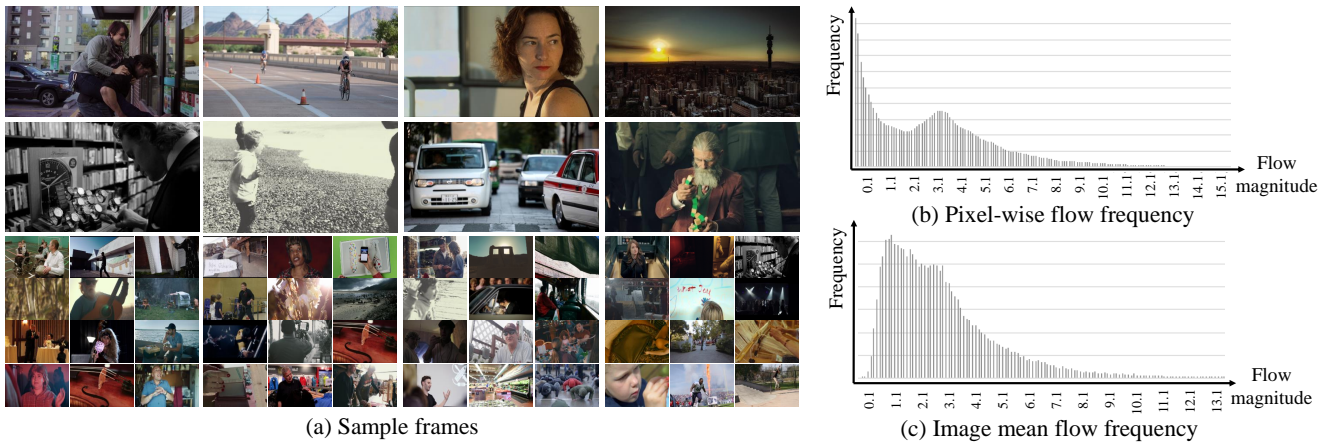 Frequency
0.1 1.1 2.1 3.1 4.1 5.1 6.1 7.1 8.1 9.1 10.1 11.1 12.1 13.1 14.1 15.1
Flow
magnitude
(b) Pixel-wise flow frequency
Frequency
0.1 1.1 2.1 3.1 4.1 5.1 6.1 7.1 8.1 9.1 10.1 11.1 12.1 13.1
Flow
magnitude
(a) Sample frames
(c) Image mean flow frequency